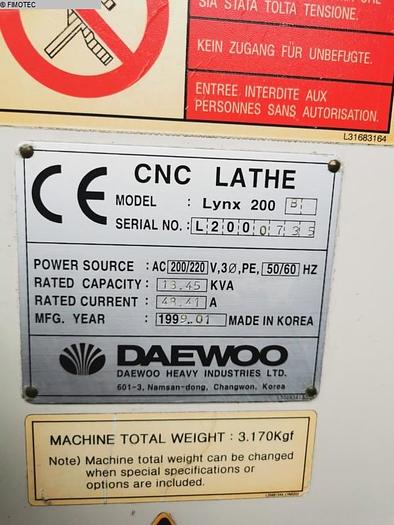 © FIMOTEC
SIA STATA TOLTA TENSIONE.
KEIN ZUGANG FÜR UNBEFUGTE.
ENTREE INTERDITE AUX
PERSONNES SANS AUTORISATION.
L31683164
CE CNC LATHE
MODEL : Lynx 200 B
SERIAL NO. : L2000735
POWER SOURCE : AC 200/220 V, 3Ø, PE, 50/60 HZ
RATED CAPACITY : 18.45 KVA
RATED CURRENT : 48.41 A
MFG. YEAR : 1999.01 MADE IN KOREA
DAEWOO
DAEWOO HEAVY INDUSTRIES LTD.
601-3, Namsan-dong, Changwon, Korea
MACHINE TOTAL WEIGHT : 3.170Kgf
Note) Machine total weight can be changed
when special specifications or
options are included.